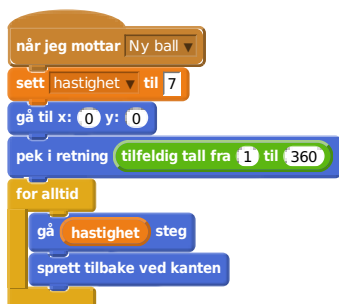 når jeg mottar Ny ball
sett hastighet til 7
gå til x: 0 y: 0
pek i retning tilfeldig tall fra 1 til 360
for alltid
gå hastighet steg
sprett tilbake ved kanten